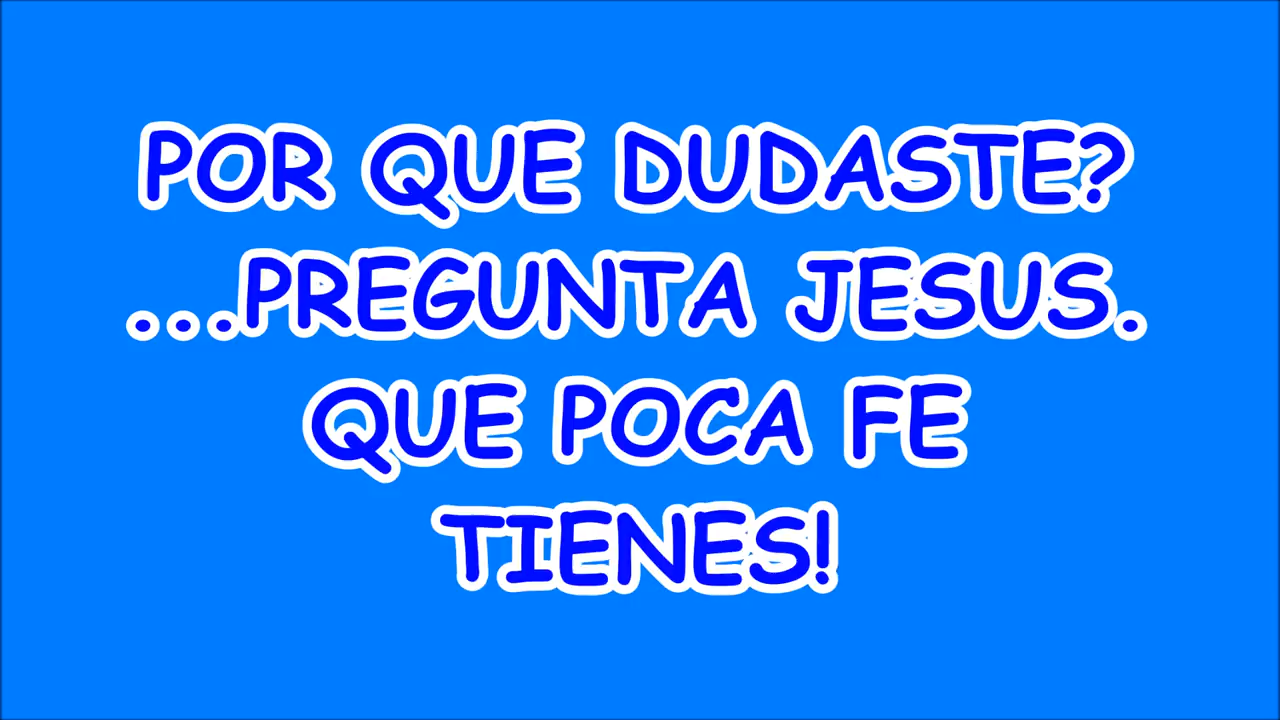 POR QUE DUDASTE?
...PREGUNTA JESUS.
QUE POCA FE
TIENES!